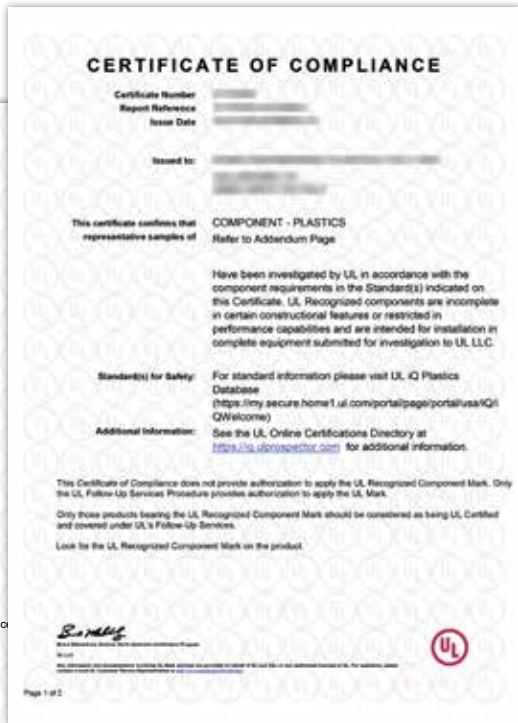 CERTIFICATE OF COMPLIANCE
Certificate Number
Report Reference
Issue Date
Issued to:
This certificate confirms that COMPONENT - PLASTICS
representative samples of Refer to Addendum Page
Have been investigated by UL in accordance with the
component requirements in the Standard(s) indicated on
this Certificate. UL Recognized components are incomplete
in certain constructional features or restricted in
performance capabilities and are intended for installation in
complete equipment submitted for investigation to UL LLC.
Standard(s) for Safety: For standard information please visit UL iQ Plastics
Database
(https://my.secure.home1.ul.com/portal/page/portal/usa/IQ/I
QWelcome)
Additional Information: See the UL Online Certifications Directory at
https://iq.ulprospector.com for additional information.
This Certificate of Compliance does not provide authorization to apply the UL Recognized Component Mark. Only
the UL Follow-Up Services Procedure provides authorization to apply the UL Mark.
Only those products bearing the UL Recognized Component Mark should be considered as being UL Certified
and covered under UL's Follow-Up Services.
Look for the UL Recognized Component Mark on the product.
UL
Page 1 of 2